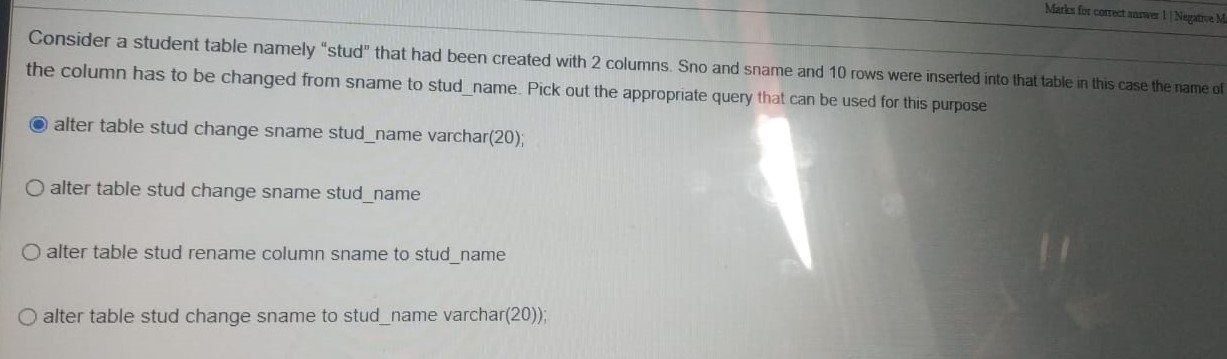 Marks for correct answer 1 | Negative
Consider a student table namely "stud" that had been created with 2 columns. Sno and sname and 10 rows were inserted into that table in this case the name of
the column has to be changed from sname to stud_name. Pick out the appropriate query that can be used for this purpose
alter table stud change sname stud_name varchar(20);
alter table stud change sname stud_name
alter table stud rename column sname to stud_name
alter table stud change sname to stud_name varchar(20));